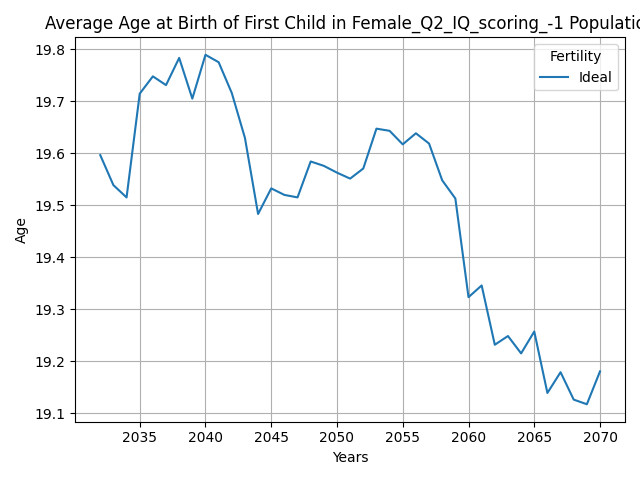 Average Age at Birth of First Child in Female_Q2_IQ_scoring_-1 Populatio
Fertility
Ideal
Age
19.8
19.7
19.6
19.5
19.4
19.3
19.2
19.1
2035 2040 2045 2050 2055 2060 2065 2070
Years